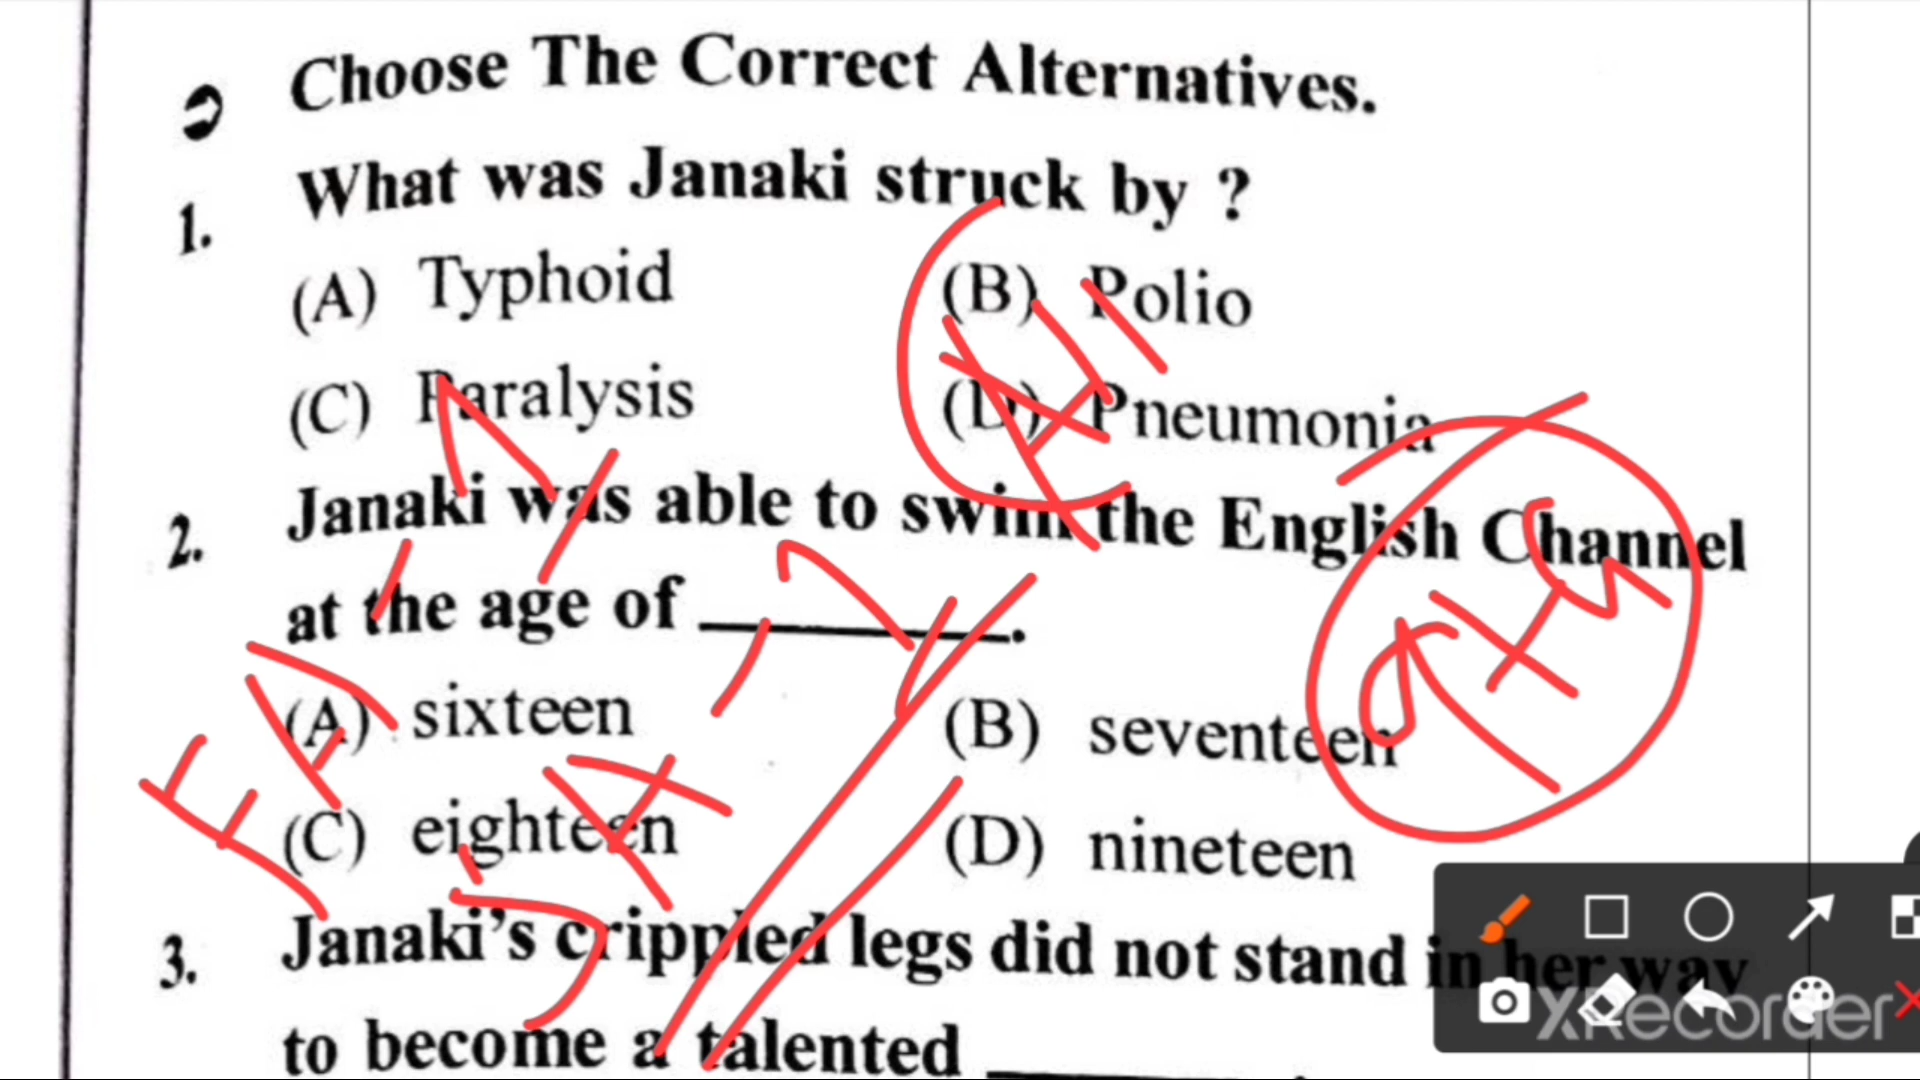 Choose The Correct Alternatives.
1. What was Janaki struck by ?
(A) Typhoid (B) Polio
(C) Paralysis (D) Pneumonia
2. Janaki was able to swim the English Channel
at the age of ________.
(A) sixteen (B) seventeen
(C) eighteen (D) nineteen
3. Janaki's crippled legs did not stand in her way
to become a talented ________.
XRecorder